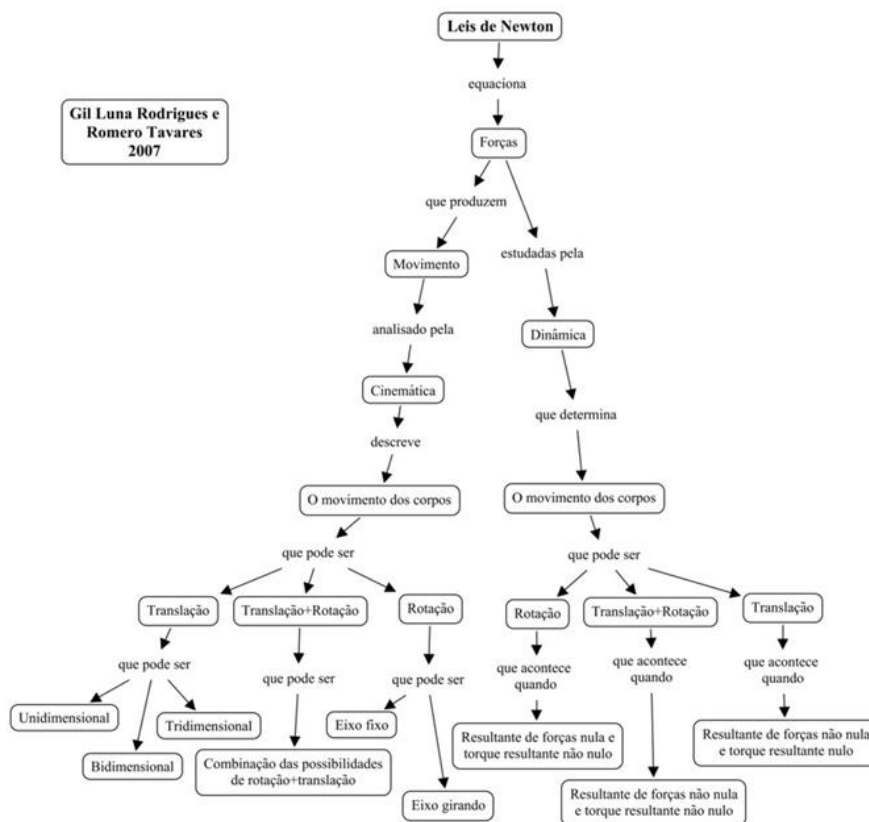 Leis de Newton
equaciona
Gil Luna Rodrigues e
Romero Tavares
2007
Forças
que produzem
estudadas pela
Movimento
analisado pela
Dinâmica
Cinemática
que determina
descreve
O movimento dos corpos
O movimento dos corpos
que pode ser
que pode ser
Translação
Translação+Rotação
Rotação
Rotação
Translação+Rotação
Translação
que pode ser
que pode ser
que pode ser
que acontece
quando
que acontece
quando
que acontece
quando
Unidimensional
Tridimensional
Eixo fixo
Bidimensional
Combinação das possibilidades
de rotação+translação
Eixo girando
Resultante de forças nula e
torque resultante não nulo
Resultante de forças não nula
e torque resultante não nulo
Resultante de forças não nula
e torque resultante nulo